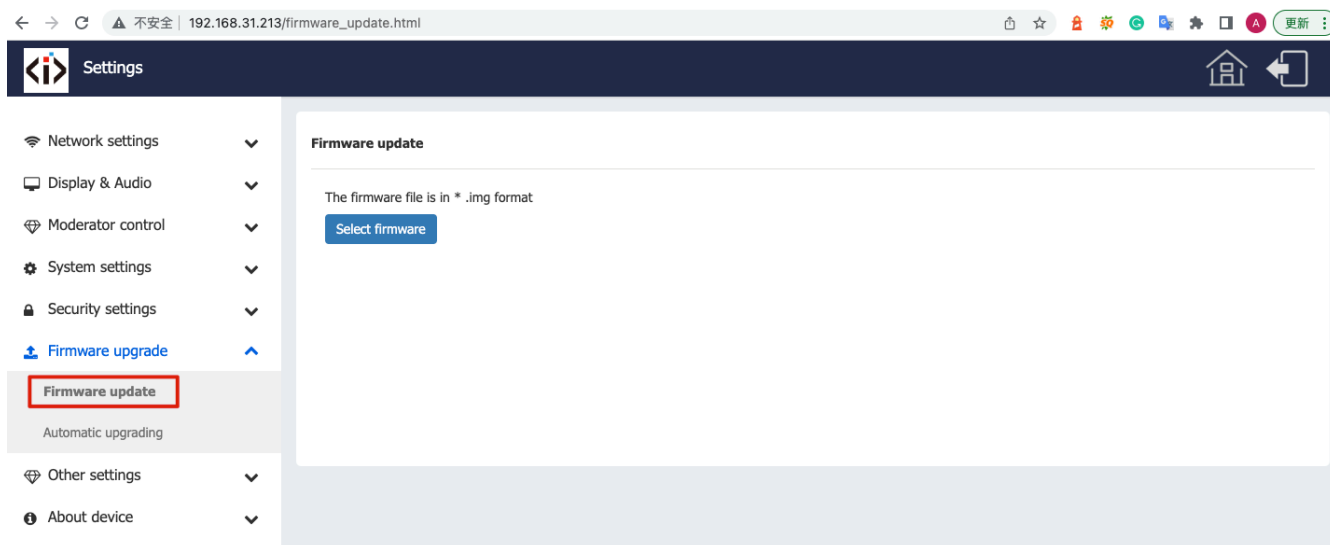 不安全 | 192.168.31.213/firmware_update.html
A
更新
<i>
Settings
Network settings
Display & Audio
Moderator control
System settings
Security settings
Firmware upgrade
Firmware update
Automatic upgrading
Other settings
About device
Firmware update
The firmware file is in * .img format
Select firmware